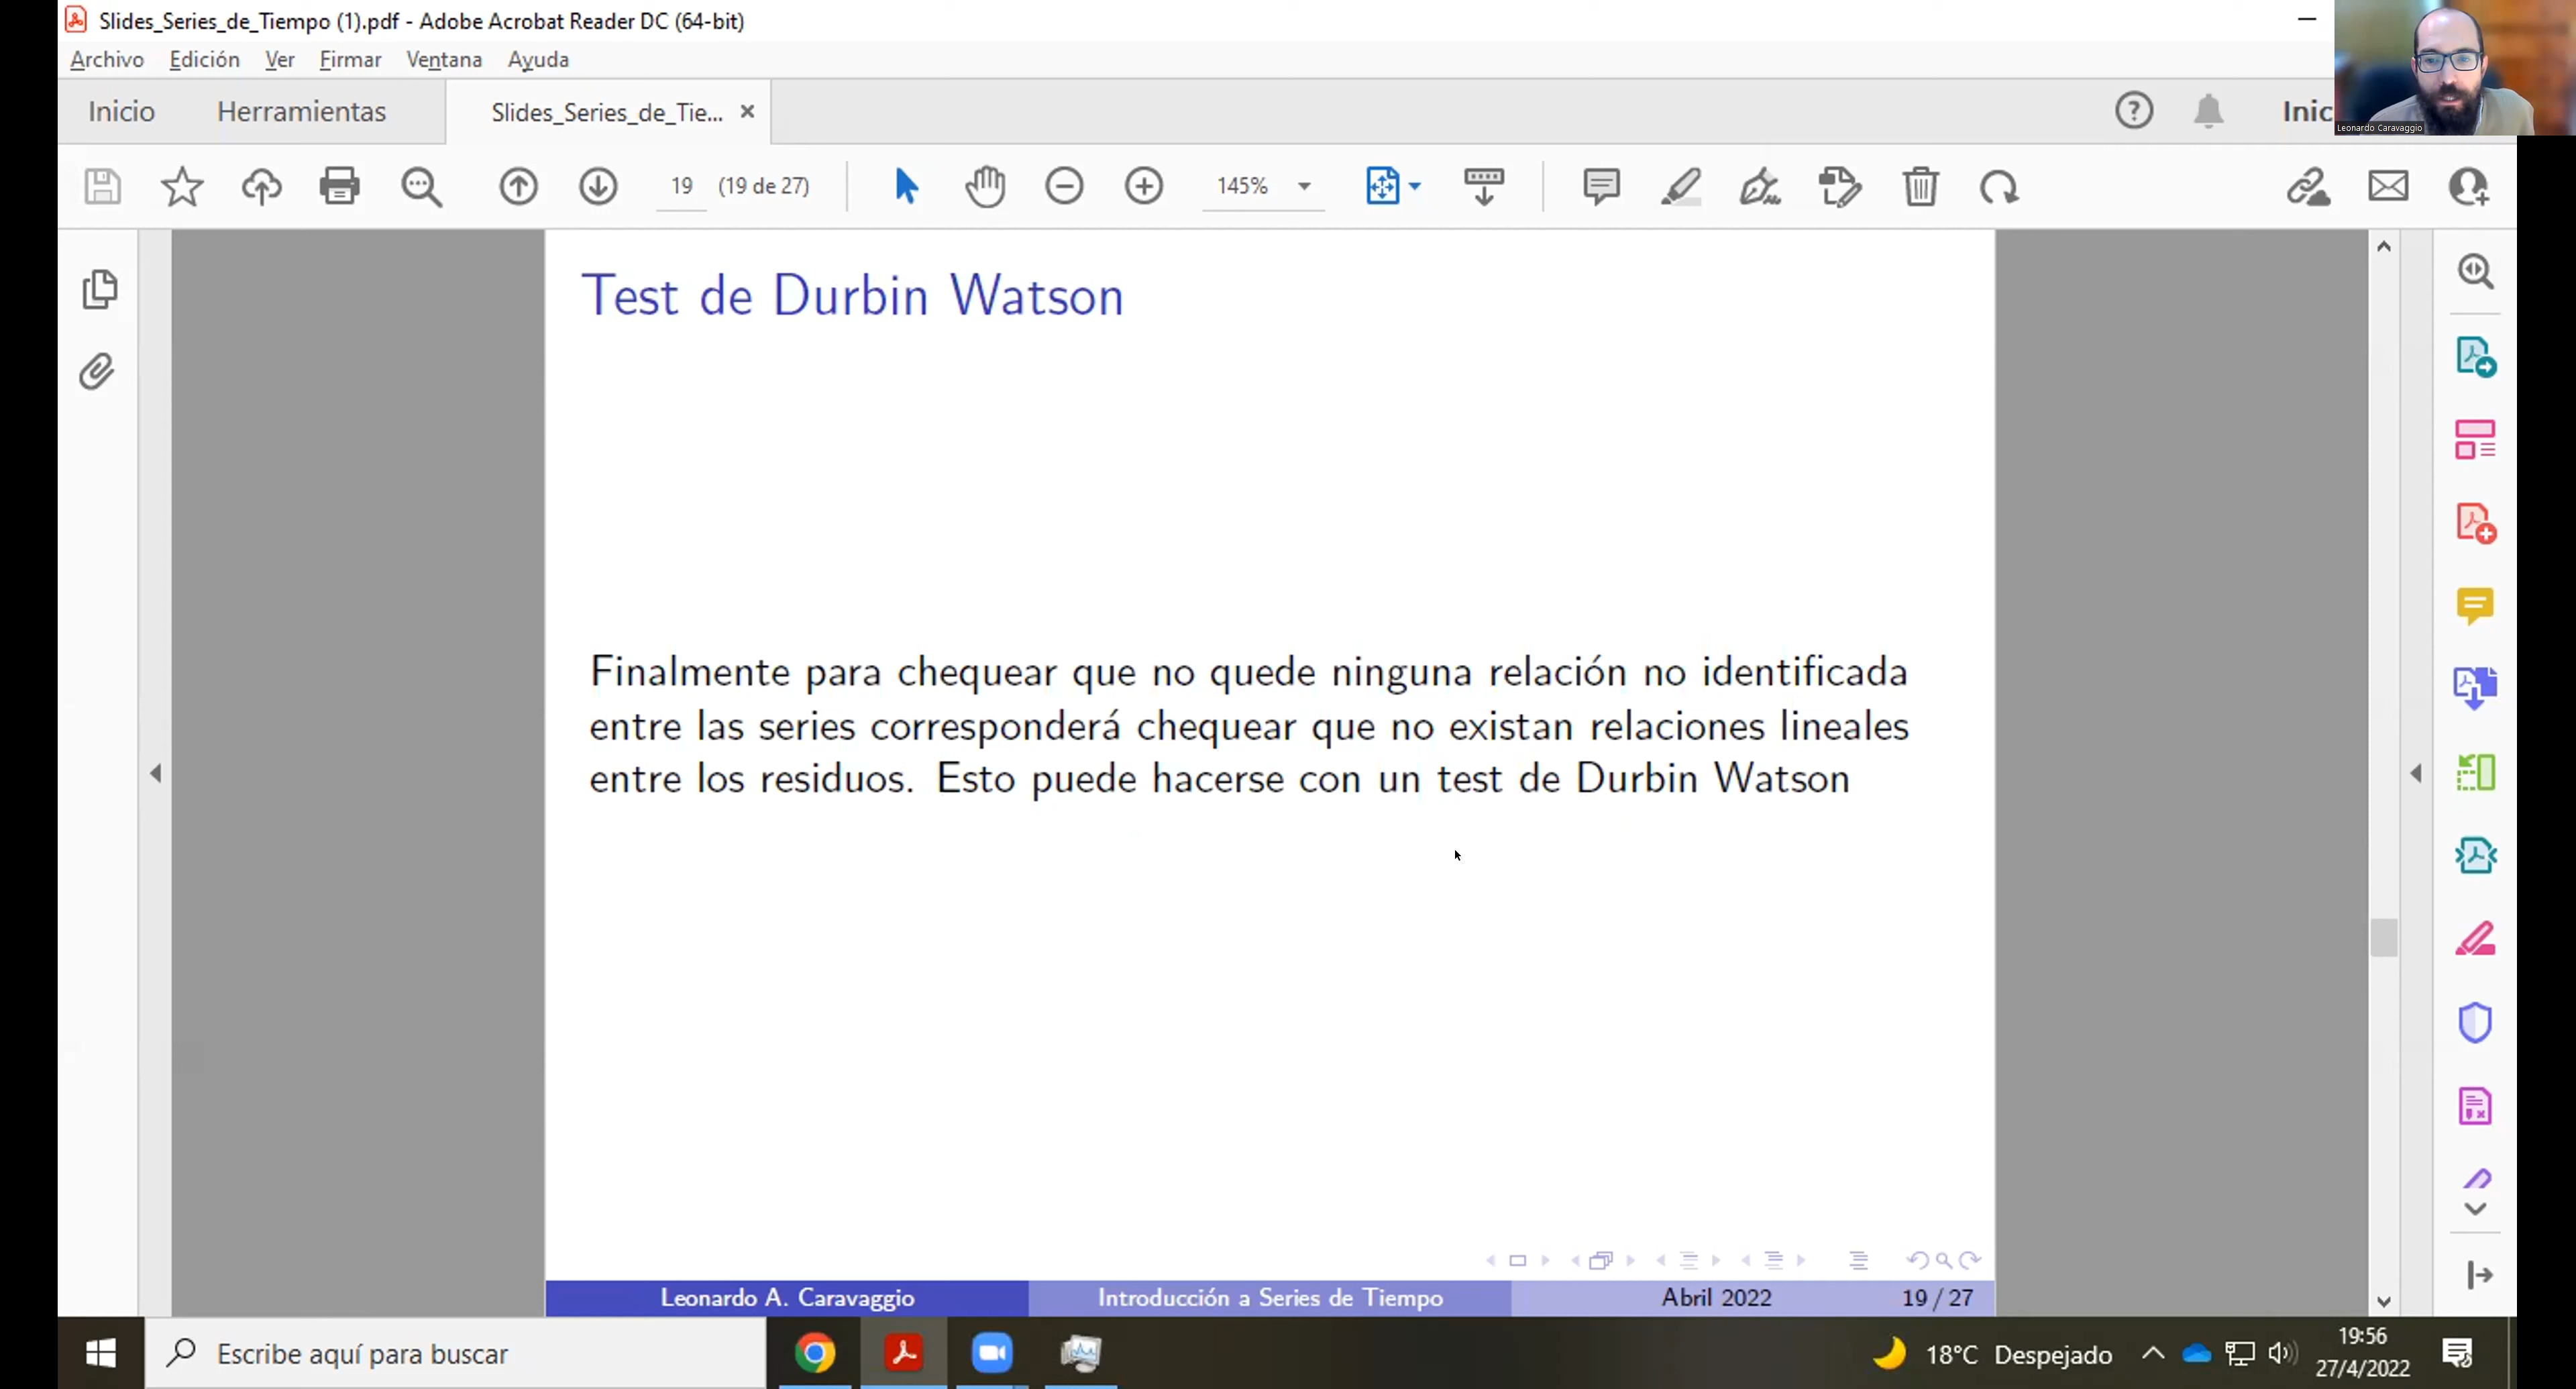 Slides_Series_de_Tiempo (1).pdf - Adobe Acrobat Reader DC (64-bit)
Archivo Edición Ver Firmar Ventana Ayuda
Inicio Herramientas Slides_Series_de_Tie... Inic
19 (19 de 27) 145%
Leonardo Caravaggio
Test de Durbin Watson
Finalmente para chequear que no quede ninguna relación no identificada
entre las series corresponderá chequear que no existan relaciones lineales
entre los residuos. Esto puede hacerse con un test de Durbin Watson
Leonardo A. Caravaggio Introducción a Series de Tiempo Abril 2022 19 / 27
Escribe aquí para buscar
18°C Despejado
19:56
27/4/2022